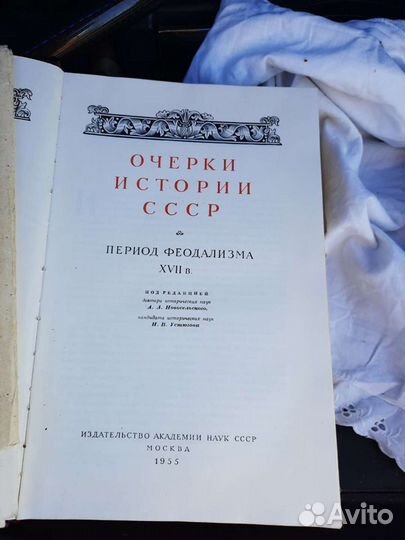 ОЧЕРКИ
ИСТОРИИ
СССР
ПЕРИОД ФЕОДАЛИЗМА
XVII в.
ПОД РЕДАКЦИЕЙ
доктора исторических наук
А. А. Новосельского,
кандидата исторических наук
Н. В. Устюгова
ИЗДАТЕЛЬСТВО АКАДЕМИИ НАУК СССР
МОСКВА
1955
Avito